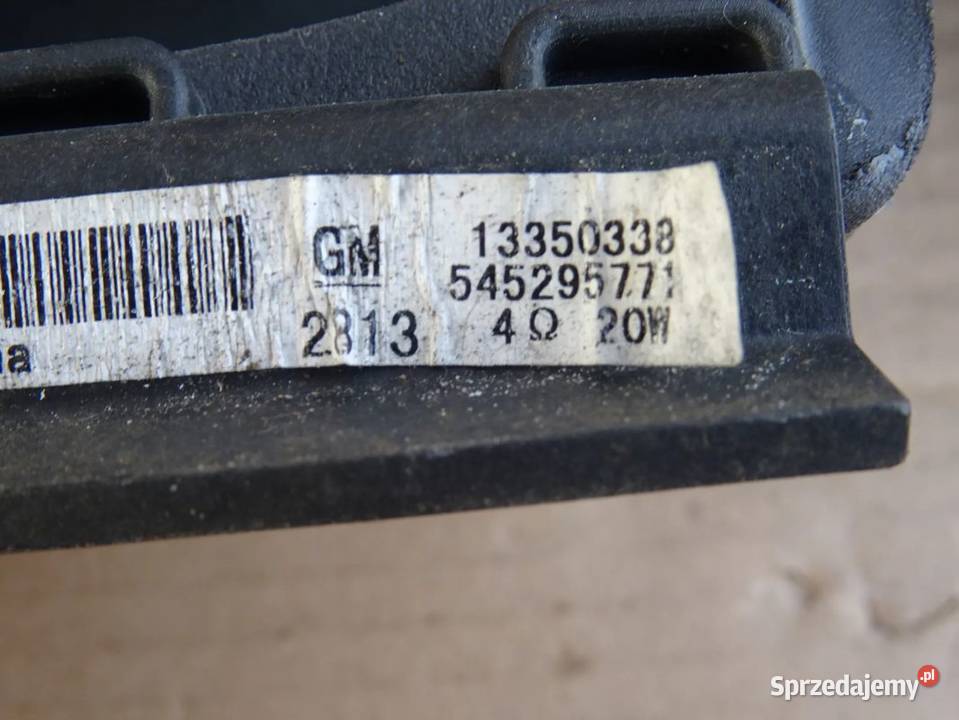 GM 13350338
545295771
2813 4Ω 20W
Sprzedajemy.pl